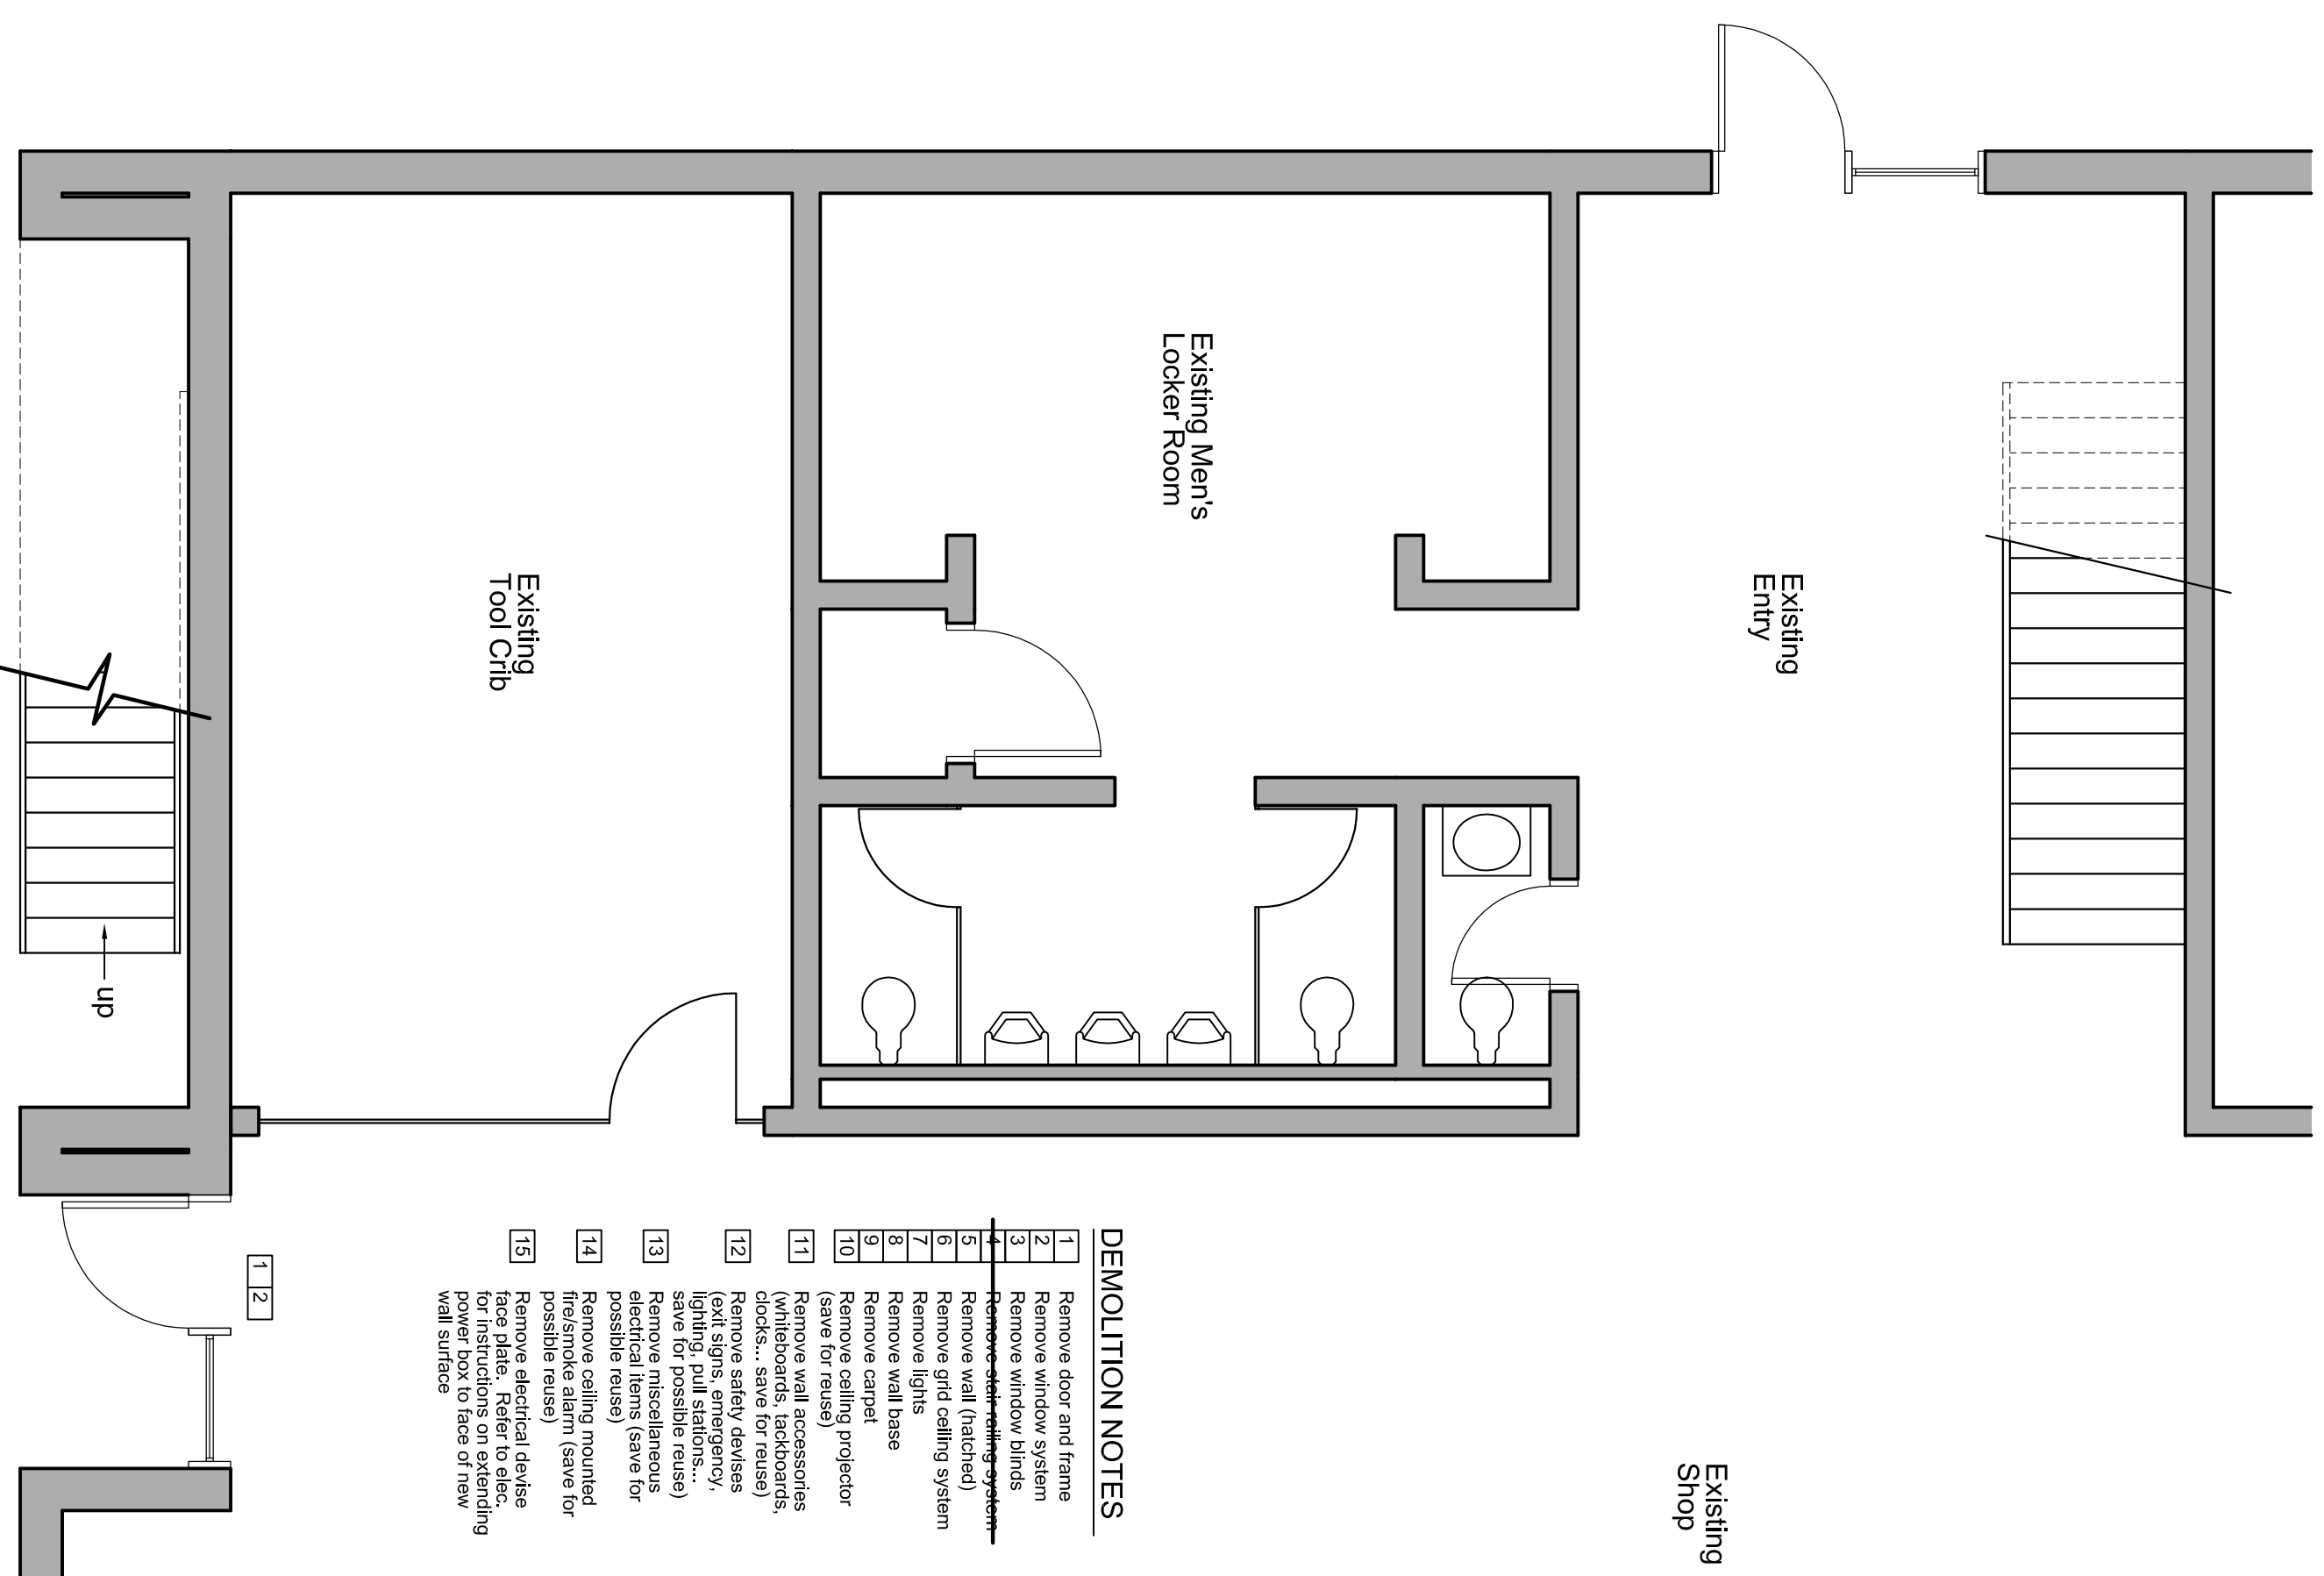 Existing
Entry
Existing Men's
Locker Room
Existing
Tool Crib
up
Existing
Shop
DEMOLITION NOTES
1 Remove door and frame
2 Remove window system
3 Remove window blinds
4 Remove stair railing system
5 Remove wall (hatched)
6 Remove grid ceiling system
7 Remove lights
8 Remove wall base
9 Remove carpet
10 Remove ceiling projector
(save for reuse)
11 Remove wall accessories
(whiteboards, tackboards,
clocks... save for reuse)
12 Remove safety devises
(exit signs, emergency,
lighting, pull stations...
save for possible reuse)
13 Remove miscellaneous
electrical items (save for
possible reuse)
14 Remove ceiling mounted
fire/smoke alarm (save for
possible reuse)
15 Remove electrical devise
face plate. Refer to elec.
for instructions on extending
power box to face of new
wall surface
1 2